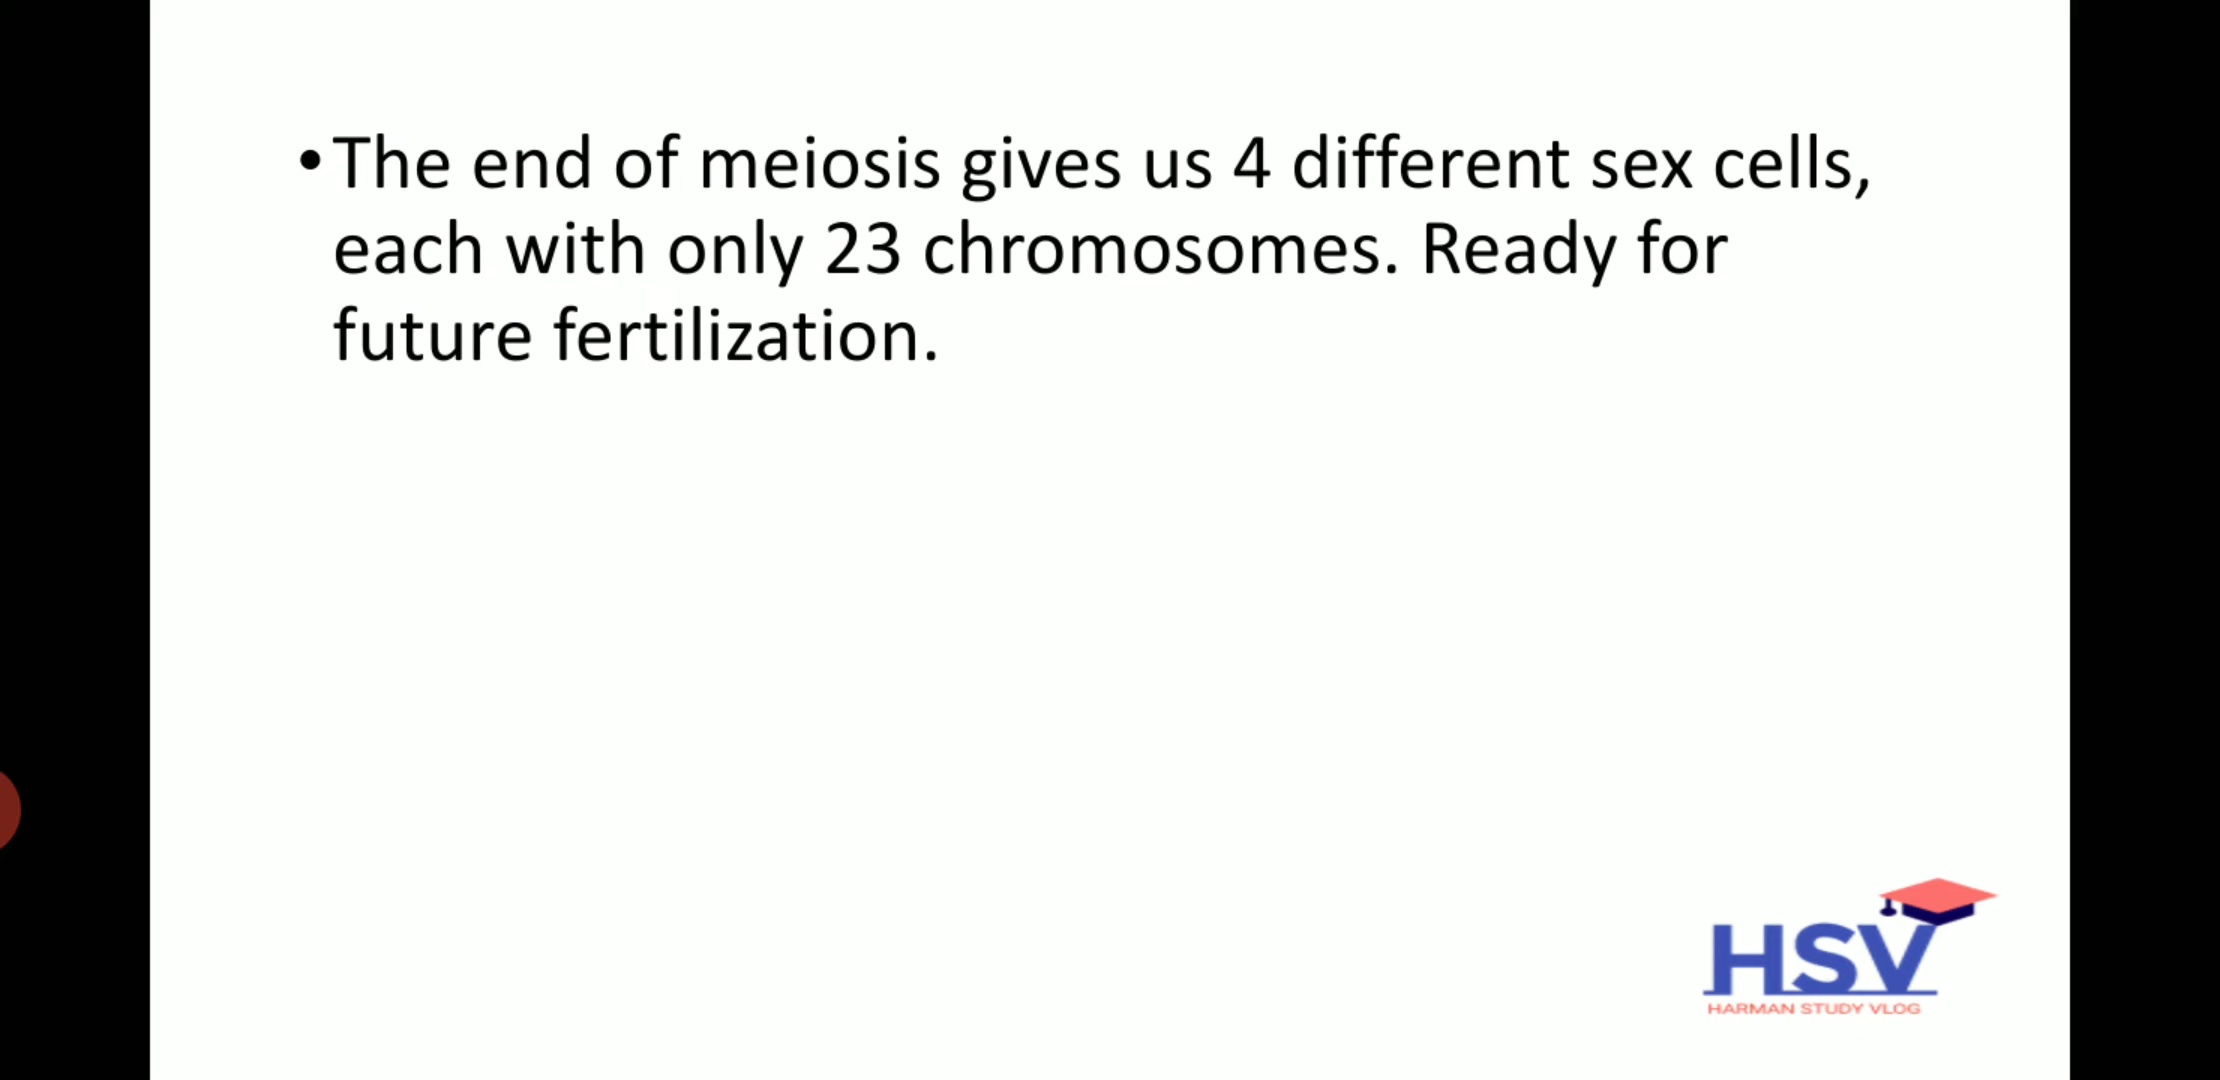 •The end of meiosis gives us 4 different sex cells,
each with only 23 chromosomes. Ready for
future fertilization.
HSV
HARMAN STUDY VLOG